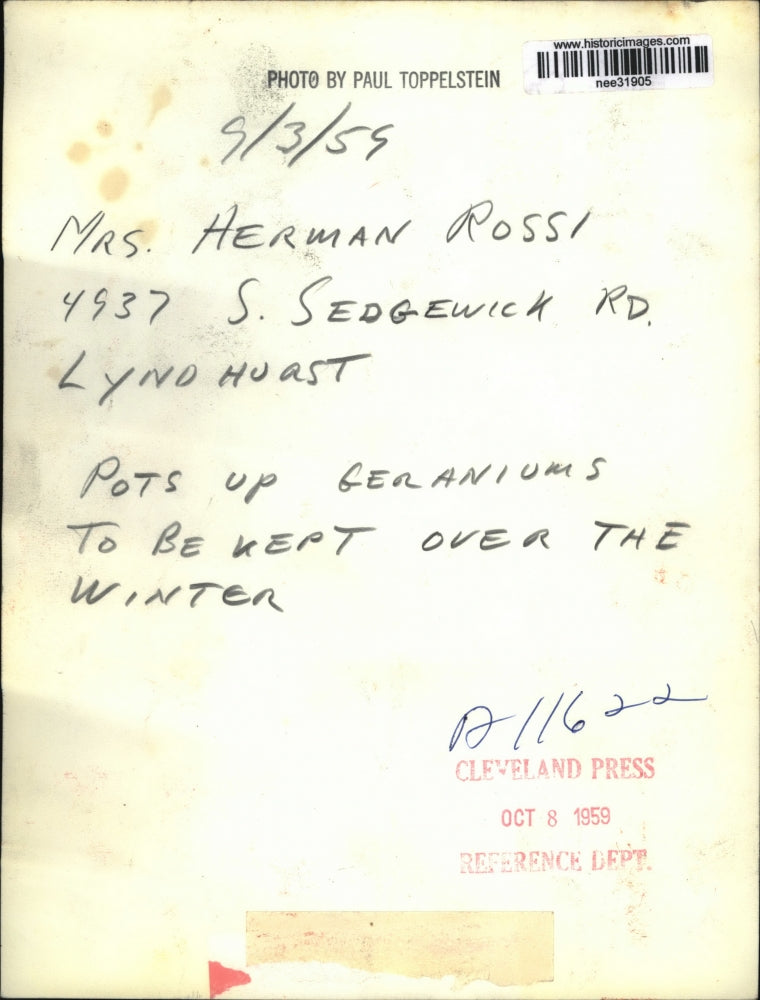 www.historicimages.com
nee31905
PHOTO BY PAUL TOPPELSTEIN
9/3/59
MRS. HERMAN ROSSI
4937 S. SEDGEWICK RD.
LYNDHURST
POTS UP GERANIUMS
TO BE KEPT OVER THE
WINTER
A11622
CLEVELAND PRESS
OCT 8 1959
REFERENCE DEPT.